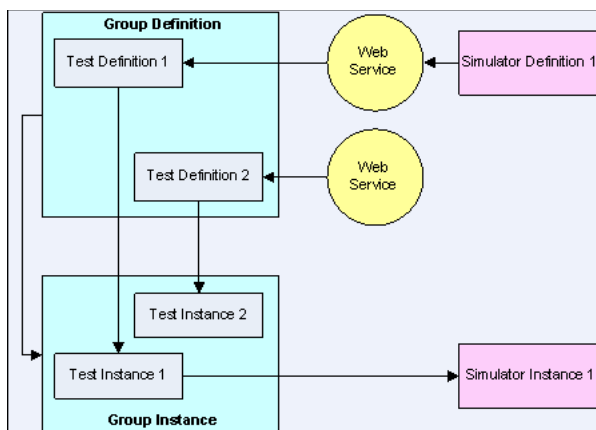 Group Definition
Test Definition 1
Web
Service
Simulator Definition 1
Test Definition 2
Web
Service
Test Instance 2
Test Instance 1
Simulator Instance 1
Group Instance